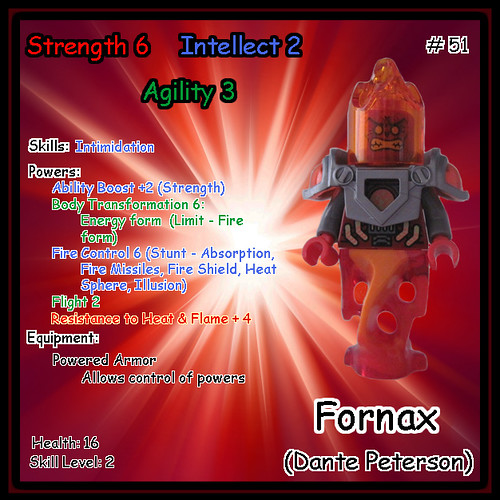 Strength 6 Intellect 2 # 51
Agility 3
Skills: Intimidation
Powers:
Ability Boost +2 (Strength)
Body Transformation 6:
Energy form (Limit - Fire
form)
Fire Control 6 (Stunt - Absorption,
Fire Missiles, Fire Shield, Heat
Sphere, Illusion)
Flight 2
Resistance to Heat & Flame + 4
Equipment:
Powered Armor
Allows control of powers
Fornax
Health: 16
Skill Level: 2
(Dante Peterson)